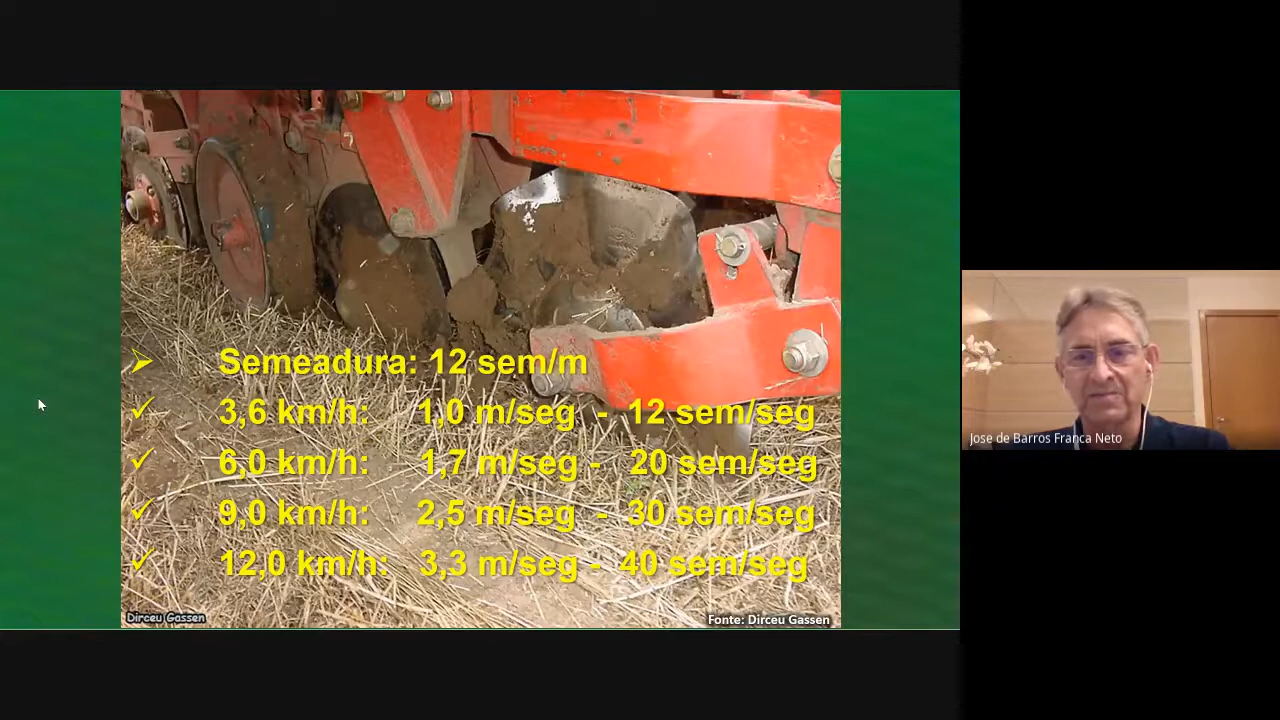 ➢ Semeadura: 12 sem/m
✓ 3,6 km/h: 1,0 m/seg - 12 sem/seg
✓ 6,0 km/h: 1,7 m/seg - 20 sem/seg
✓ 9,0 km/h: 2,5 m/seg - 30 sem/seg
✓ 12,0 km/h: 3,3 m/seg - 40 sem/seg
Dirceu Gassen
Fonte: Dirceu Gassen
Jose de Barros Franca Neto